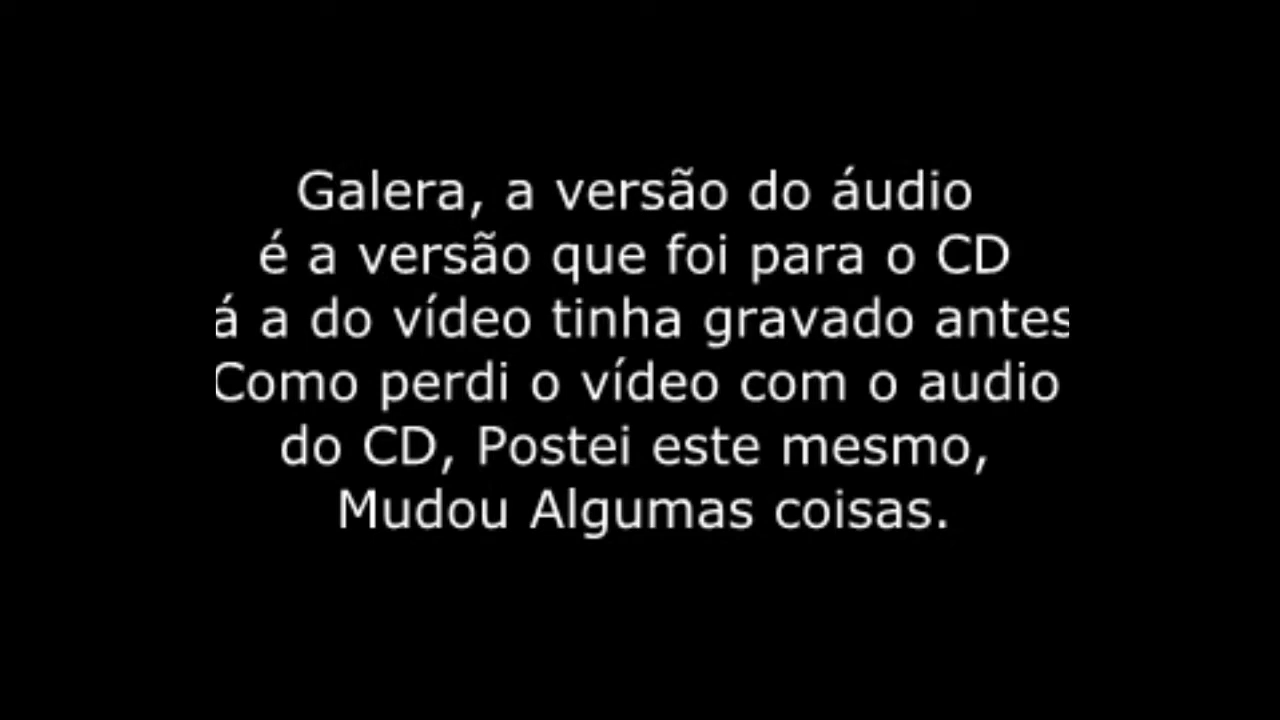 Galera, a versão do áudio
é a versão que foi para o CD
á a do vídeo tinha gravado antes
Como perdi o vídeo com o audio
do CD, Postei este mesmo,
Mudou Algumas coisas.